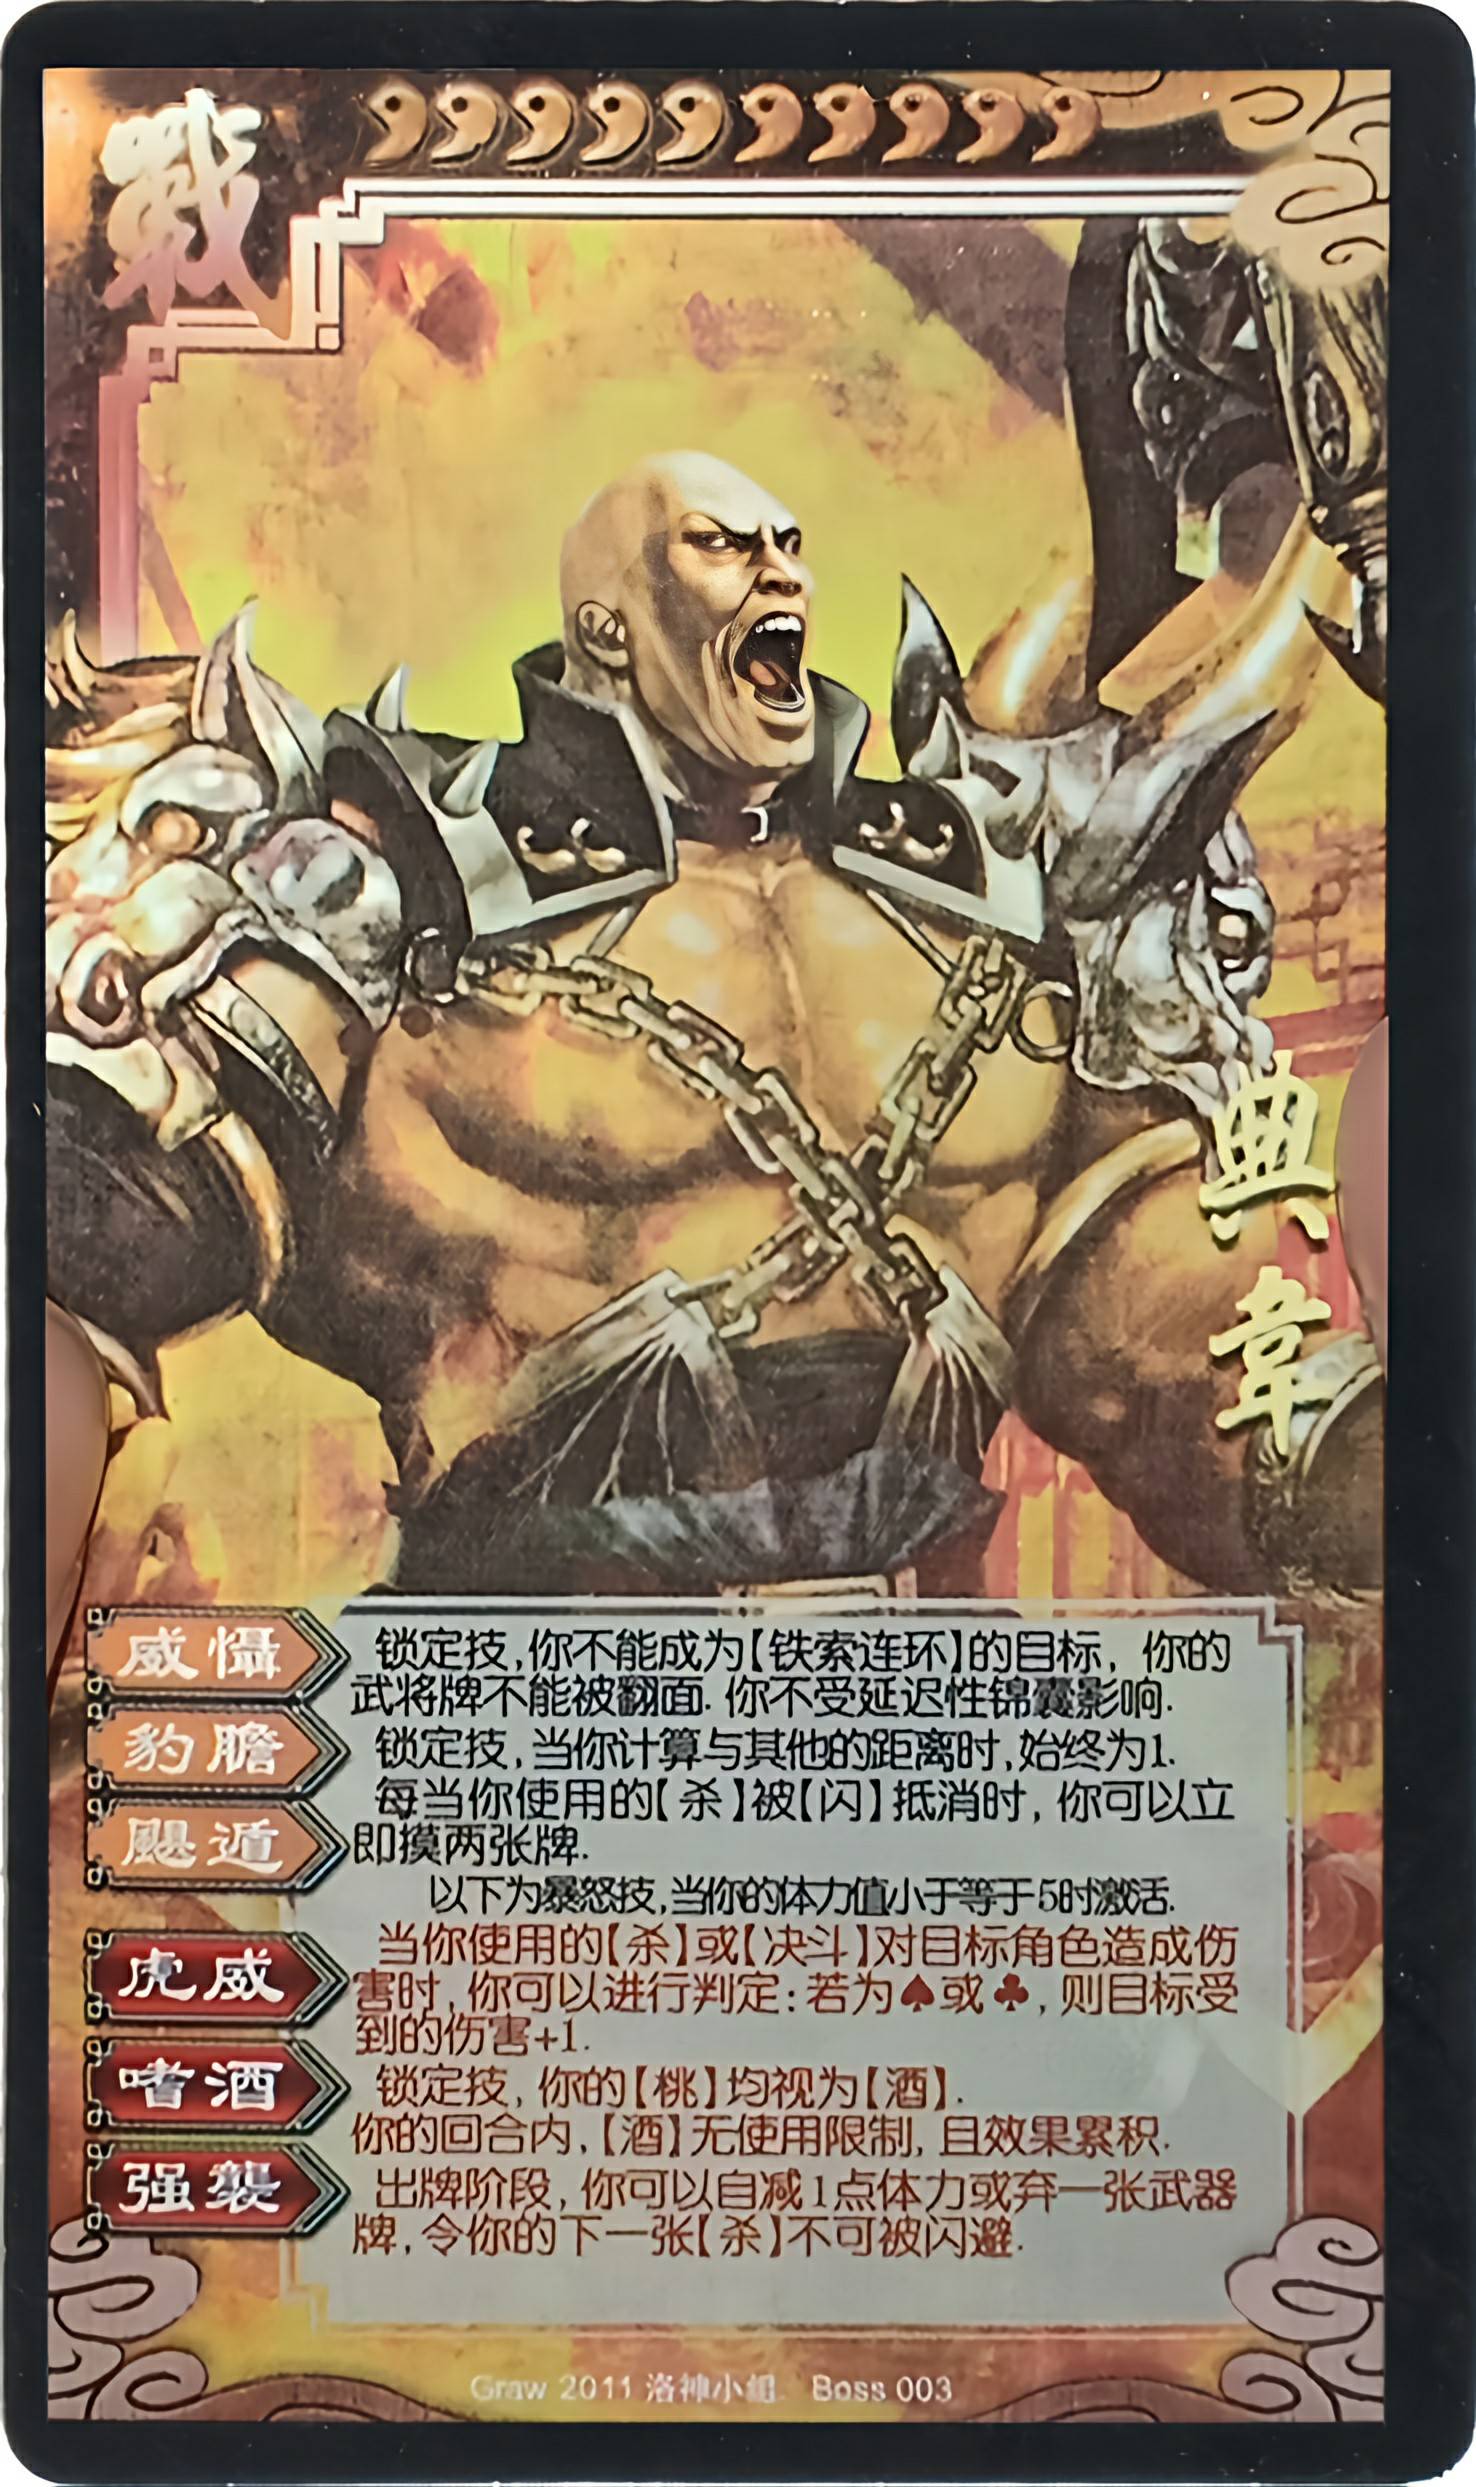 戰
典韋
威慑
锁定技,你不能成为【铁索连环】的目标, 你的
武将牌不能被翻面. 你不受延迟性锦囊影响.
豹膽
锁定技,当你计算与其他的距离时,始终为1.
飓遁
每当你使用的【杀】被【闪】抵消时, 你可以立
即摸两张牌.
以下为暴怒技,当你的体力值小于等于5时激活.
虎威
当你使用的【杀】或【决斗】对目标角色造成伤
害时, 你可以进行判定: 若为♠或♣, 则目标受
到的伤害+1.
嗜酒
锁定技, 你的【桃】均视为【酒】.
你的回合内,【酒】无使用限制, 且效果累积.
强襲
出牌阶段, 你可以自减1点体力或弃一张武器
牌, 令你的下一张【杀】不可被闪避.
Graw 2011 洛神小組. Boss 003